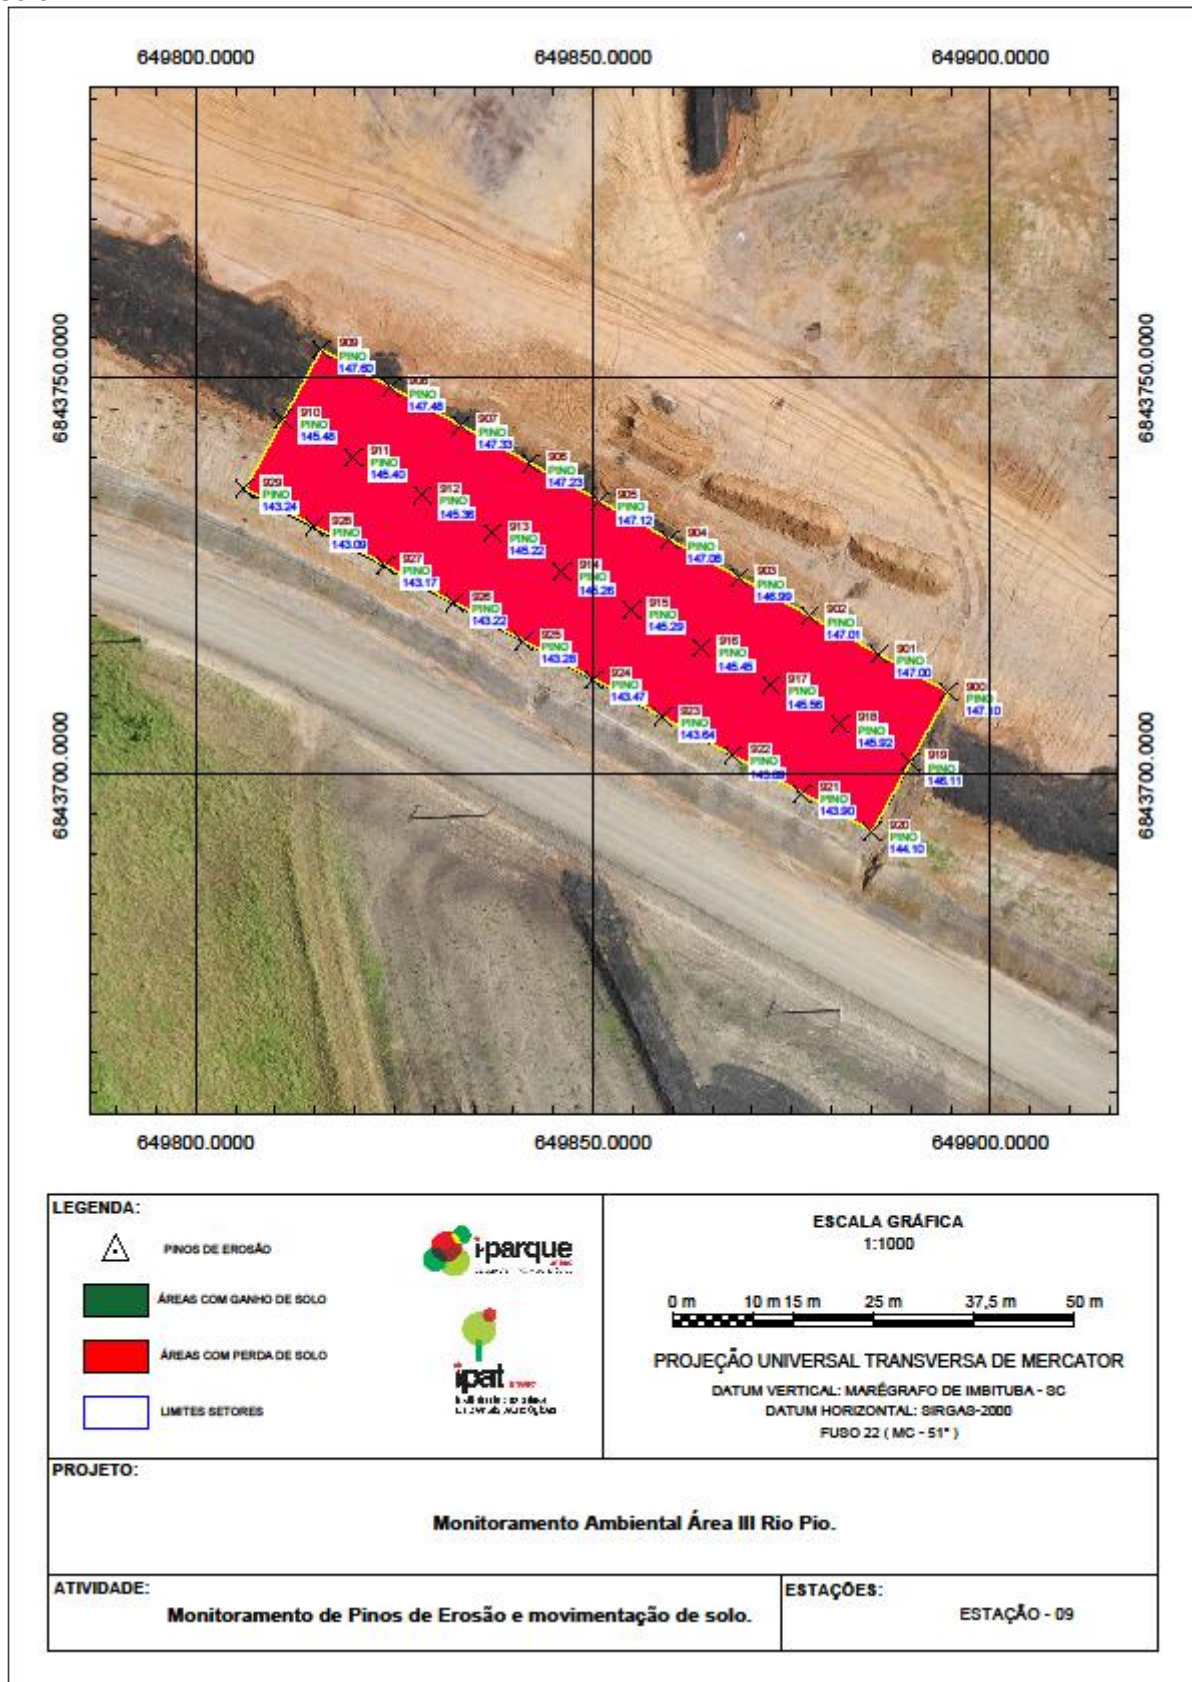 649800.0000 649850.0000 649900.0000
6843750.0000
6843750.0000
6843700.0000
6843700.0000
909
PINO
147.60
908
PINO
147.48
907
PINO
147.33
906
PINO
147.23
905
PINO
147.12
904
PINO
147.08
903
PINO
146.99
902
PINO
147.01
901
PINO
147.00
900
PINO
147.10
910
PINO
145.48
911
PINO
145.40
912
PINO
145.36
913
PINO
145.22
914
PINO
145.26
915
PINO
145.29
916
PINO
145.45
917
PINO
145.56
918
PINO
145.92
919
PINO
146.11
929
PINO
143.24
928
PINO
143.09
927
PINO
143.17
926
PINO
143.22
925
PINO
143.28
924
PINO
143.47
923
PINO
143.64
922
PINO
921
PINO
143.90
920
PINO
144.10
649800.0000 649850.0000 649900.0000
LEGENDA:
PINOS DE EROSÃO
ÁREAS COM GANHO DE SOLO
ÁREAS COM PERDA DE SOLO
LIMITES SETORES
i-parque
ipat
ESCALA GRÁFICA
1:1000
0 m 10 m 15 m 25 m 37,5 m 50 m
PROJEÇÃO UNIVERSAL TRANSVERSA DE MERCATOR
DATUM VERTICAL: MARÉGRAFO DE IMBITUBA - SC
DATUM HORIZONTAL: SIRGAS-2000
FUSO 22 ( MC - 51° )
PROJETO:
Monitoramento Ambiental Área III Rio Pio.
ATIVIDADE:
Monitoramento de Pinos de Erosão e movimentação de solo.
ESTAÇÕES:
ESTAÇÃO - 09